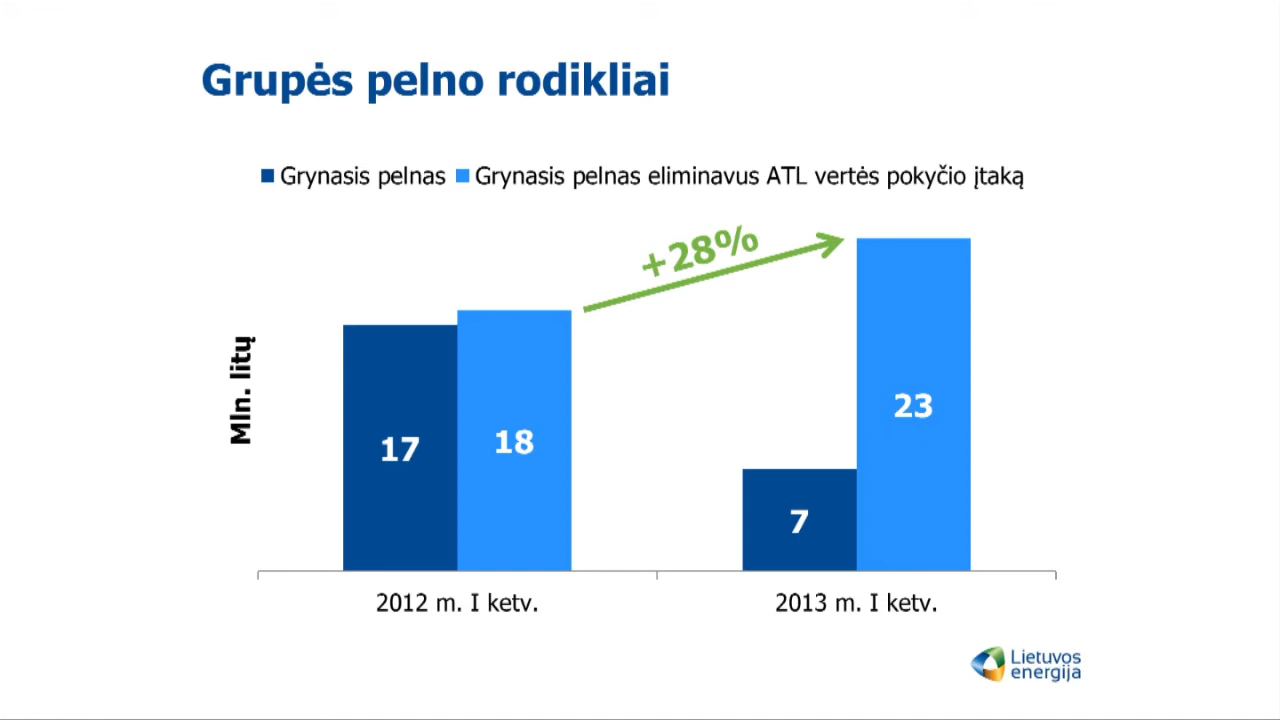 Grupės pelno rodikliai
Grynasis pelnas Grynasis pelnas eliminavus ATL vertės pokyčio įtaką
+28%
Mln. litų
17
18
7
23
2012 m. I ketv.
2013 m. I ketv.
Lietuvos
energija